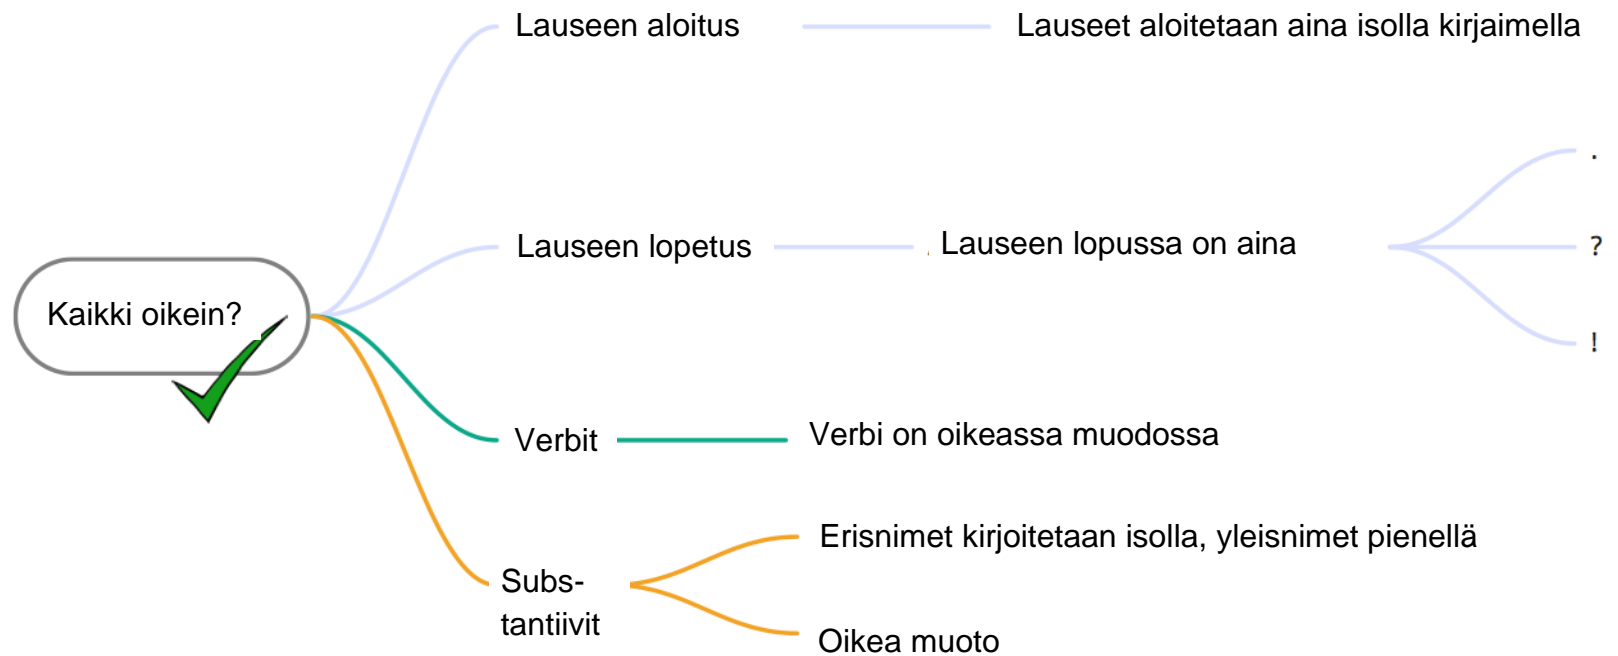 Lauseen aloitus
Lauseet aloitetaan aina isolla kirjaimella
.
Lauseen lopetus
Lauseen lopussa on aina
?
Kaikki oikein?
!
Verbit
Verbi on oikeassa muodossa
Erisnimet kirjoitetaan isolla, yleisnimet pienellä
Subs-
tantiivit
Oikea muoto